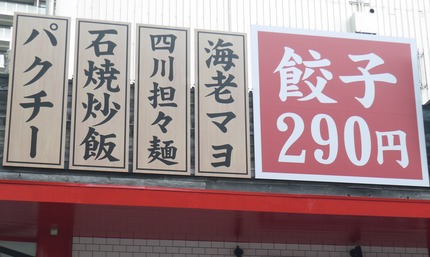 パクチー
石焼炒飯
四川担々麺
海老マヨ
餃子
290円